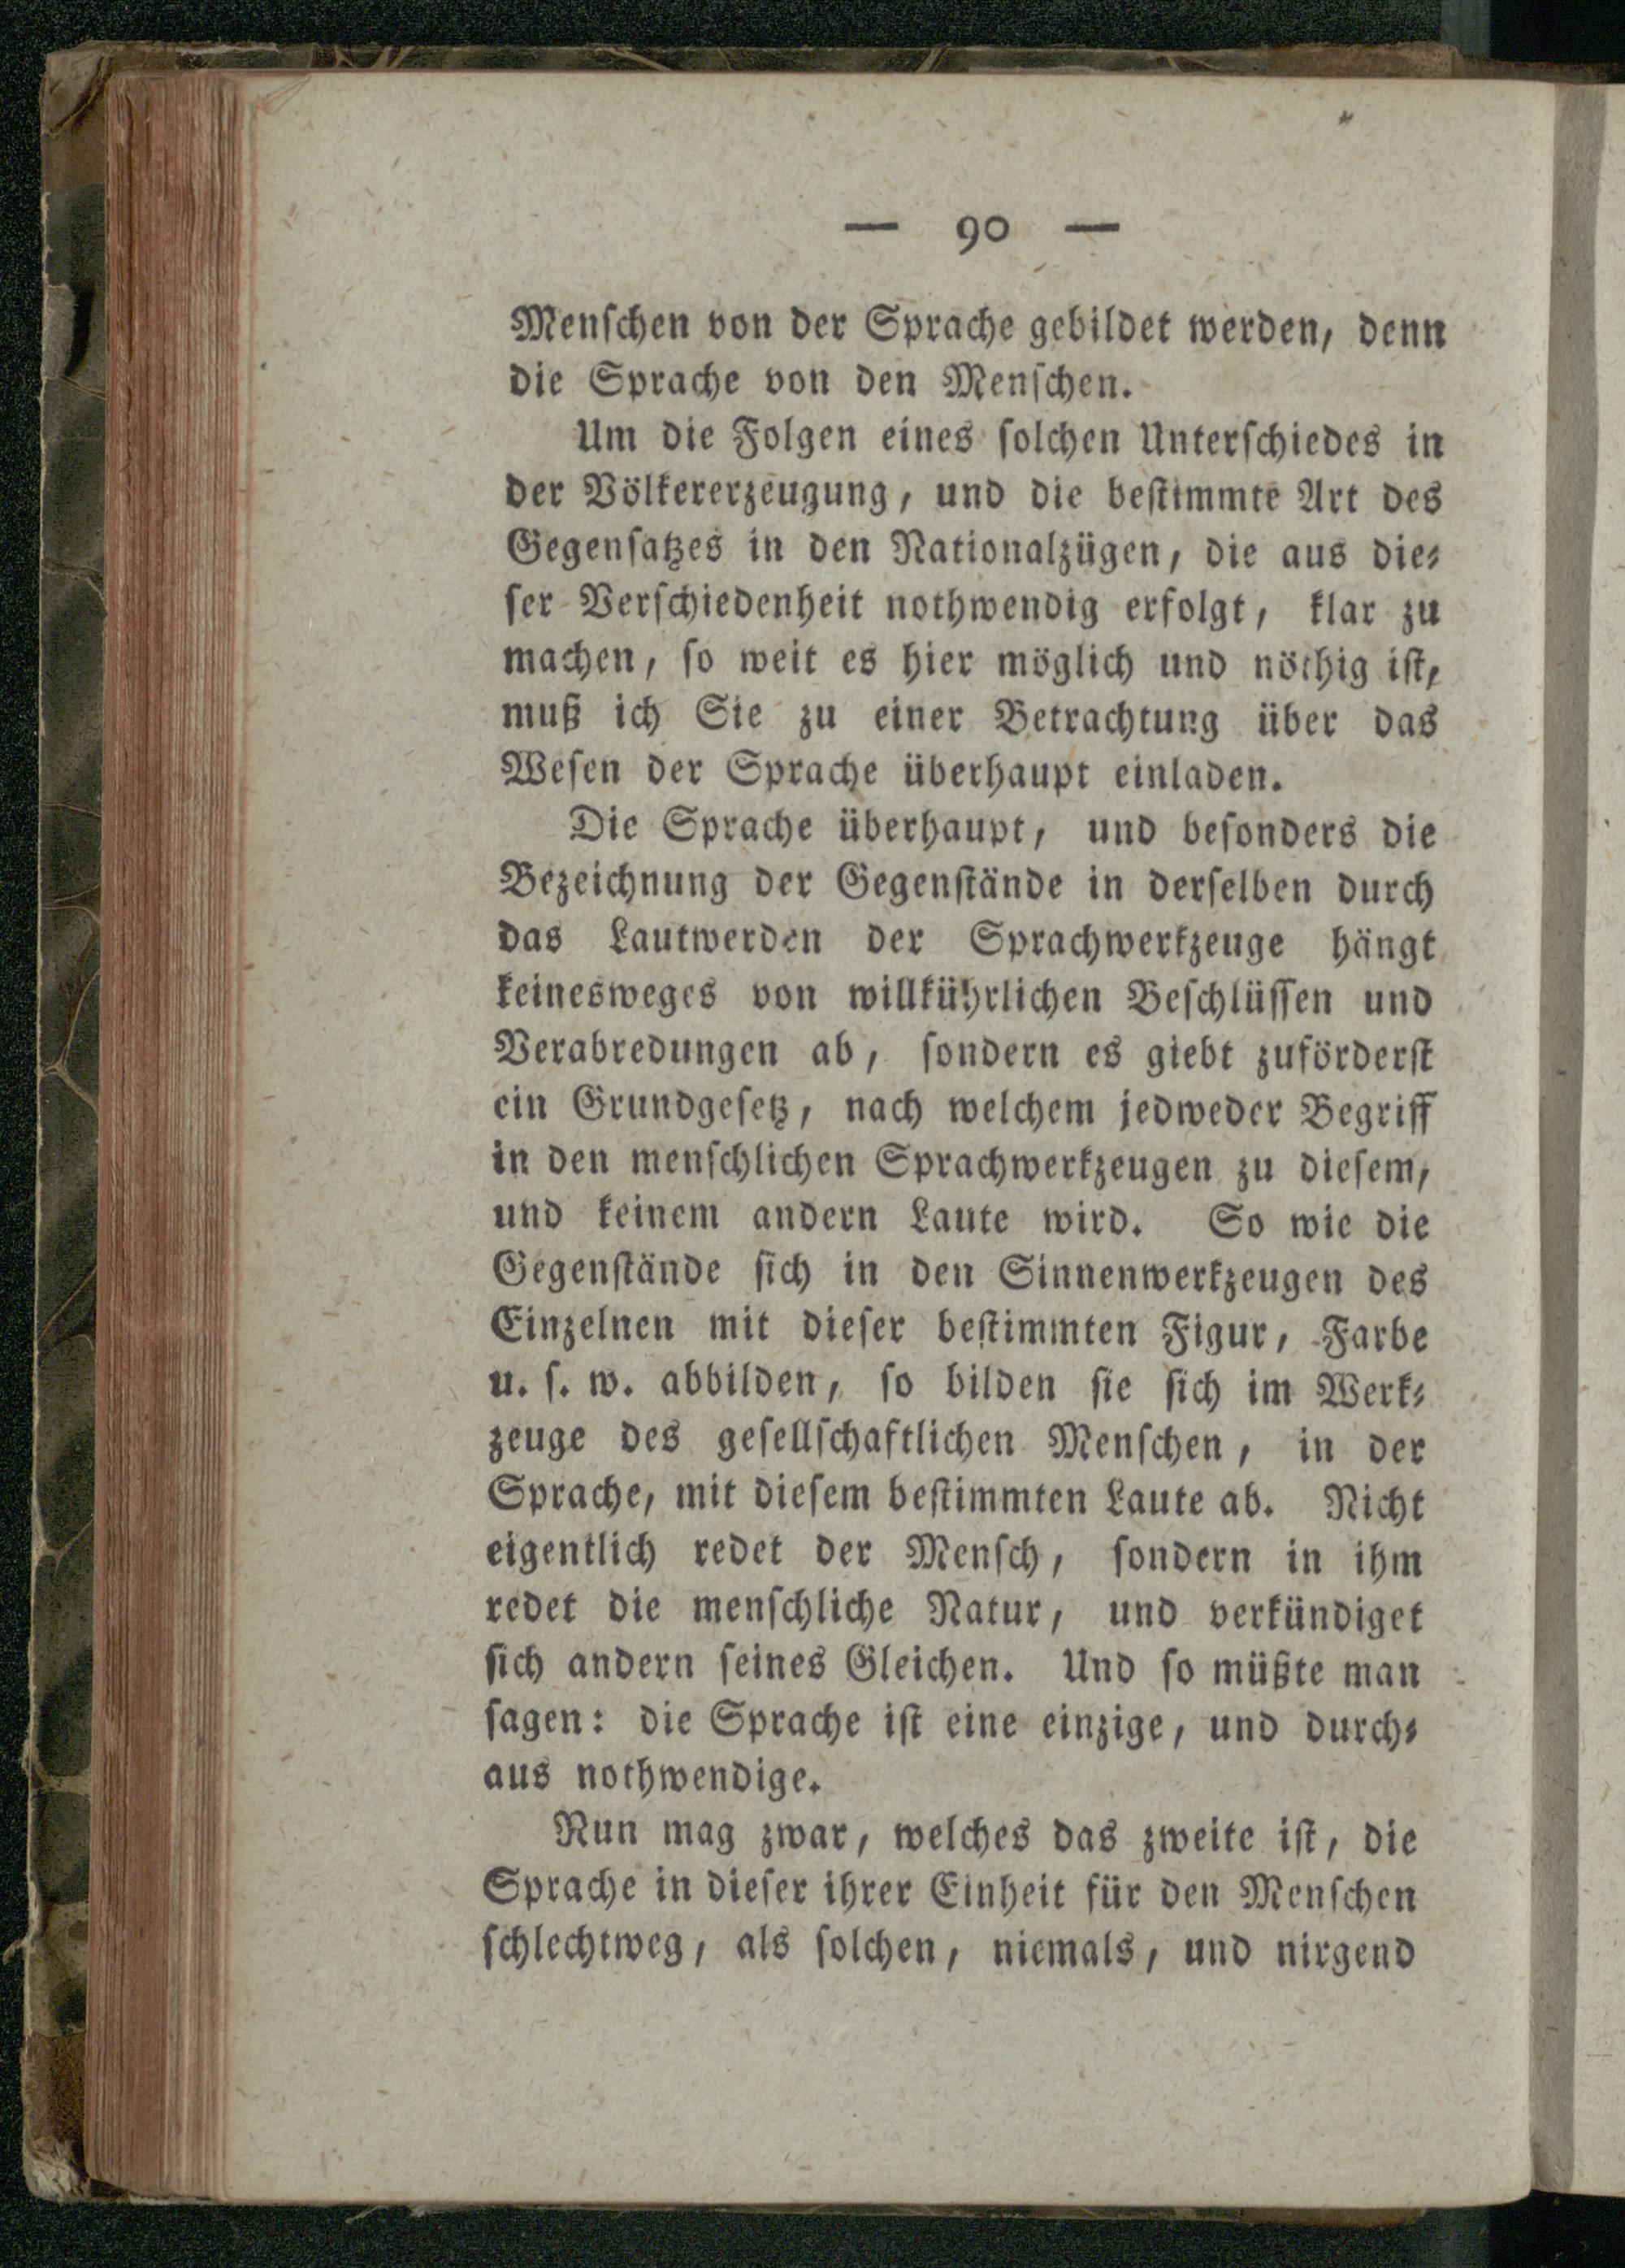 — 90 —
Menſchen von der Sprache gebildet werden, denn
die Sprache von den Menſchen.
Um die Folgen eines ſolchen Unterſchiedes in
der Völkererzeugung, und die beſtimmte Art des
Gegenſatzes in den Nationalzügen, die aus die⸗
ſer Verſchiedenheit nothwendig erfolgt, klar zu
machen, ſo weit es hier möglich und nöthig iſt,
muß ich Sie zu einer Betrachtung über das
Weſen der Sprache überhaupt einladen.
Die Sprache überhaupt, und beſonders die
Bezeichnung der Gegenſtände in derſelben durch
das Lautwerden der Sprachwerkzeuge hängt
keinesweges von willkührlichen Beſchlüſſen und
Verabredungen ab, ſondern es giebt zuförderſt
ein Grundgeſetz, nach welchem jedweder Begriff
in den menſchlichen Sprachwerkzeugen zu dieſem,
und keinem andern Laute wird. So wie die
Gegenſtände ſich in den Sinnenwerkzeugen des
Einzelnen mit dieſer beſtimmten Figur, Farbe
u. ſ. w. abbilden, ſo bilden ſie ſich im Werk⸗
zeuge des geſellſchaftlichen Menſchen, in der
Sprache, mit dieſem beſtimmten Laute ab. Nicht
eigentlich redet der Menſch, ſondern in ihm
redet die menſchliche Natur, und verkündiget
ſich andern ſeines Gleichen. Und ſo müßte man
ſagen: die Sprache iſt eine einzige, und durch⸗
aus nothwendige.
Nun mag zwar, welches das zweite iſt, die
Sprache in dieſer ihrer Einheit für den Menſchen
ſchlechtweg, als ſolchen, niemals, und nirgend